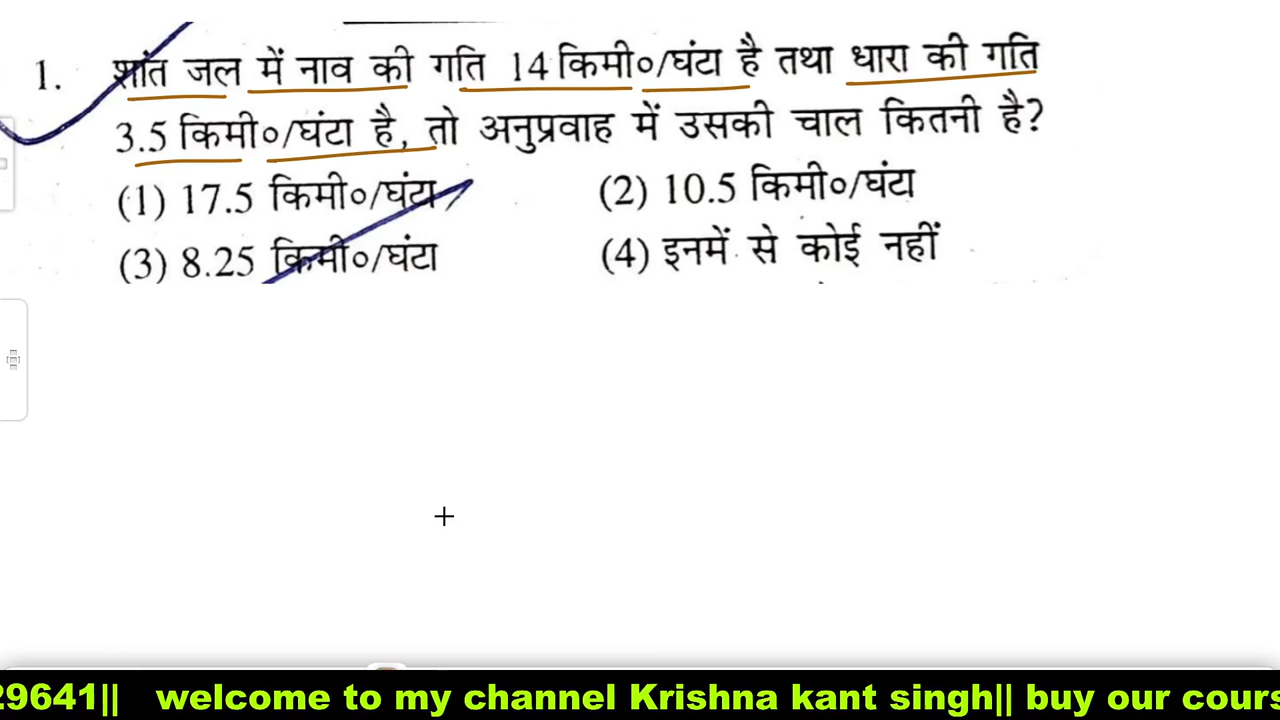 1. शांत जल में नाव की गति 14 किमी०/घंटा है तथा धारा की गति
3.5 किमी०/घंटा है, तो अनुप्रवाह में उसकी चाल कितनी है?
(1) 17.5 किमी०/घंटा (2) 10.5 किमी०/घंटा
(3) 8.25 किमी०/घंटा (4) इनमें से कोई नहीं
29641|| welcome to my channel Krishna kant singh|| buy our cours